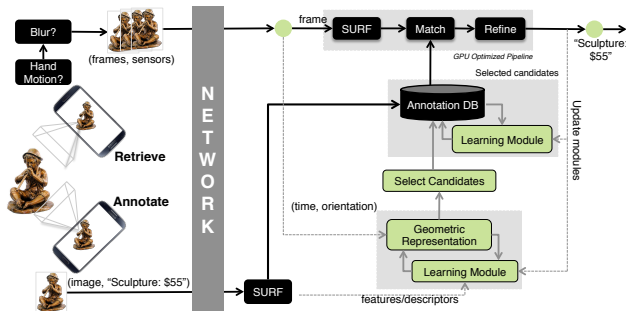 Blur?
Hand
Motion?
(frames, sensors)
Retrieve
Annotate
(image, “Sculpture: $55”)
NETWORK
frame
SURF
Match
Refine
GPU Optimized Pipeline
“Sculpture:
$55”
Selected candidates
Annotation DB
Learning Module
Update modules
Select Candidates
(time, orientation)
Geometric
Representation
Learning Module
SURF
features/descriptors